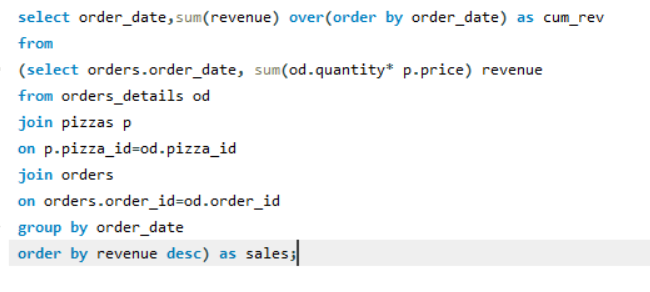 select order_date,sum(revenue) over(order by order_date) as cum_rev
from
(select orders.order_date, sum(od.quantity* p.price) revenue
from orders_details od
join pizzas p
on p.pizza_id=od.pizza_id
join orders
on orders.order_id=od.order_id
group by order_date
order by revenue desc) as sales;